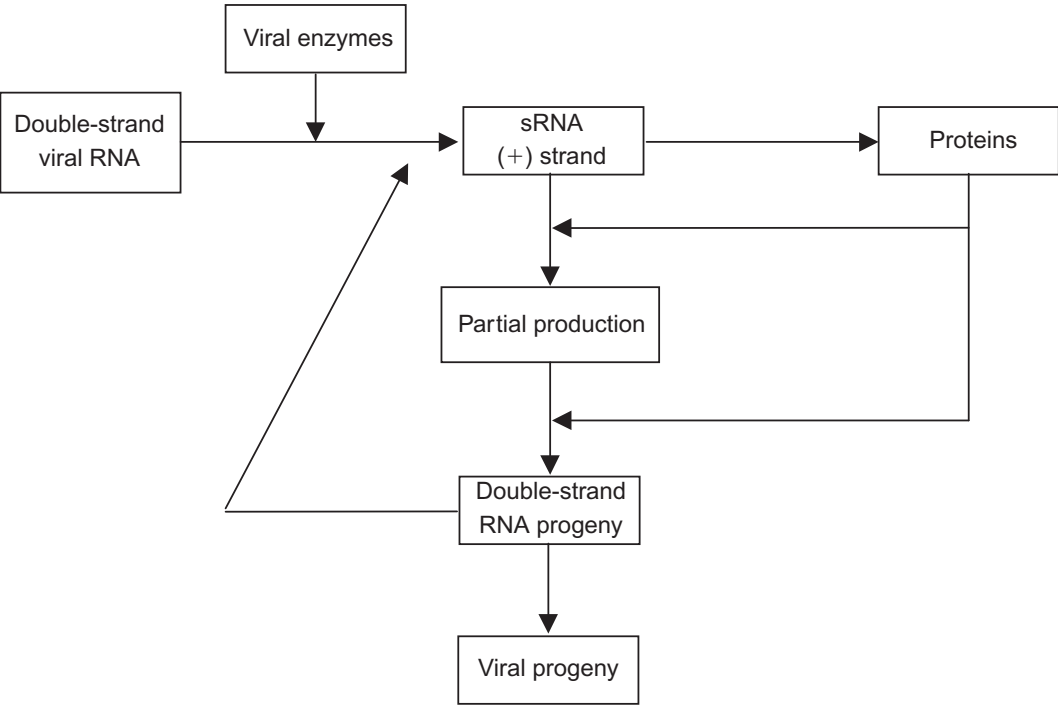 Viral enzymes
Double-strand
viral RNA
sRNA
(+) strand
Proteins
Partial production
Double-strand
RNA progeny
Viral progeny